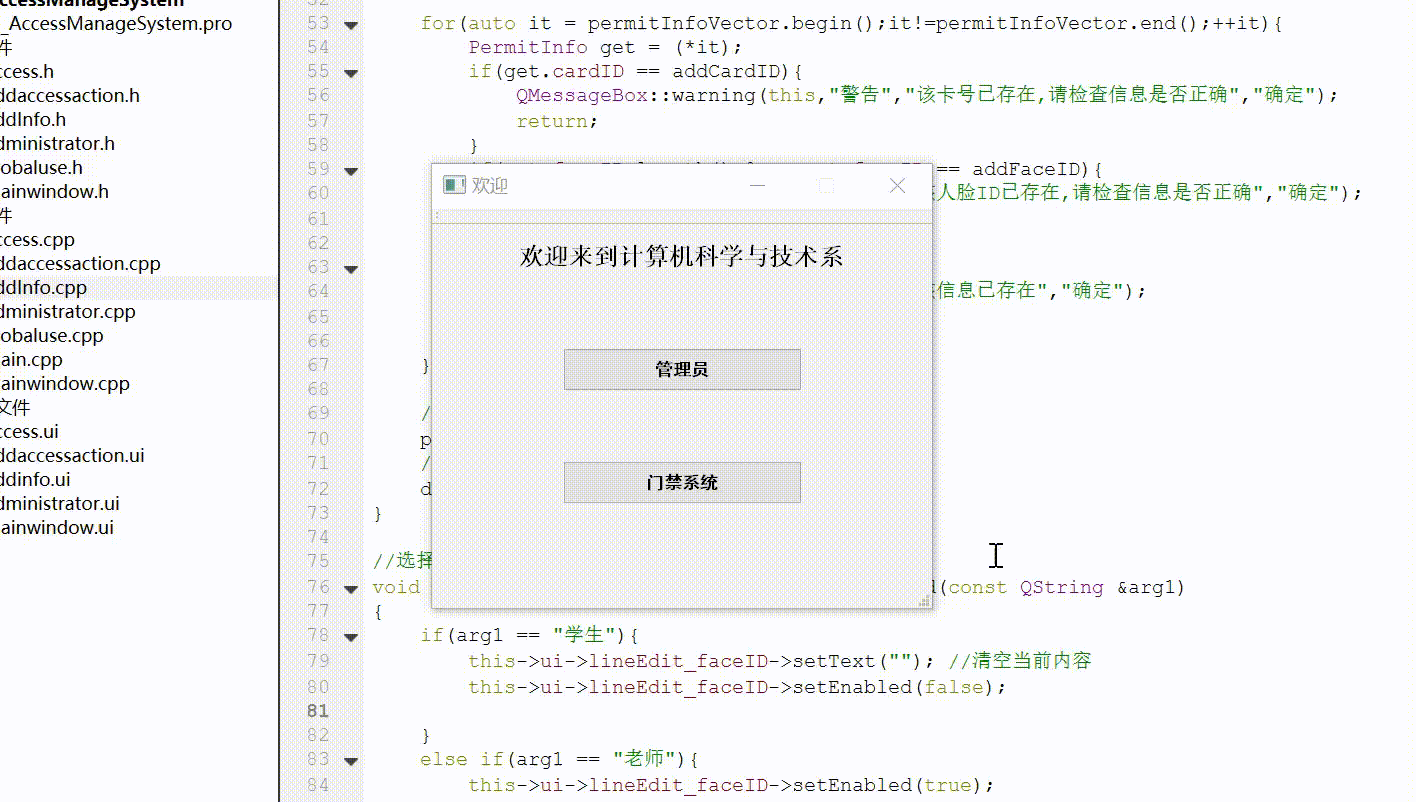 ccessManageSystem
_AccessManageSystem.pro
件
ccess.h
ddaccessaction.h
ddInfo.h
dministrator.h
obaluse.h
ainwindow.h
件
ccess.cpp
ddaccessaction.cpp
ddInfo.cpp
dministrator.cpp
obaluse.cpp
ain.cpp
ainwindow.cpp
文件
ccess.ui
ddaccessaction.ui
ddinfo.ui
dministrator.ui
ainwindow.ui
53 for(auto it = permitInfoVector.begin();it!=permitInfoVector.end();++it){
54 PermitInfo get = (*it);
55 if(get.cardID == addCardID){
56 QMessageBox::warning(this,"警告","该卡号已存在,请检查信息是否正确","确定");
57 return;
58 }
59 == addFaceID){
60 人脸ID已存在,请检查信息是否正确","确定");
61
62
63
64 信息已存在","确定");
65
66
67 }
68
69 /
70 p
71 /
72 d
73 }
74
75 //选择
76 void (const QString &arg1)
77 {
78 if(arg1 == "学生"){
79 this->ui->lineEdit_faceID->setText(""); //清空当前内容
80 this->ui->lineEdit_faceID->setEnabled(false);
81
82 }
83 else if(arg1 == "老师"){
84 this->ui->lineEdit_faceID->setEnabled(true);
欢迎
欢迎来到计算机科学与技术系
管理员
门禁系统